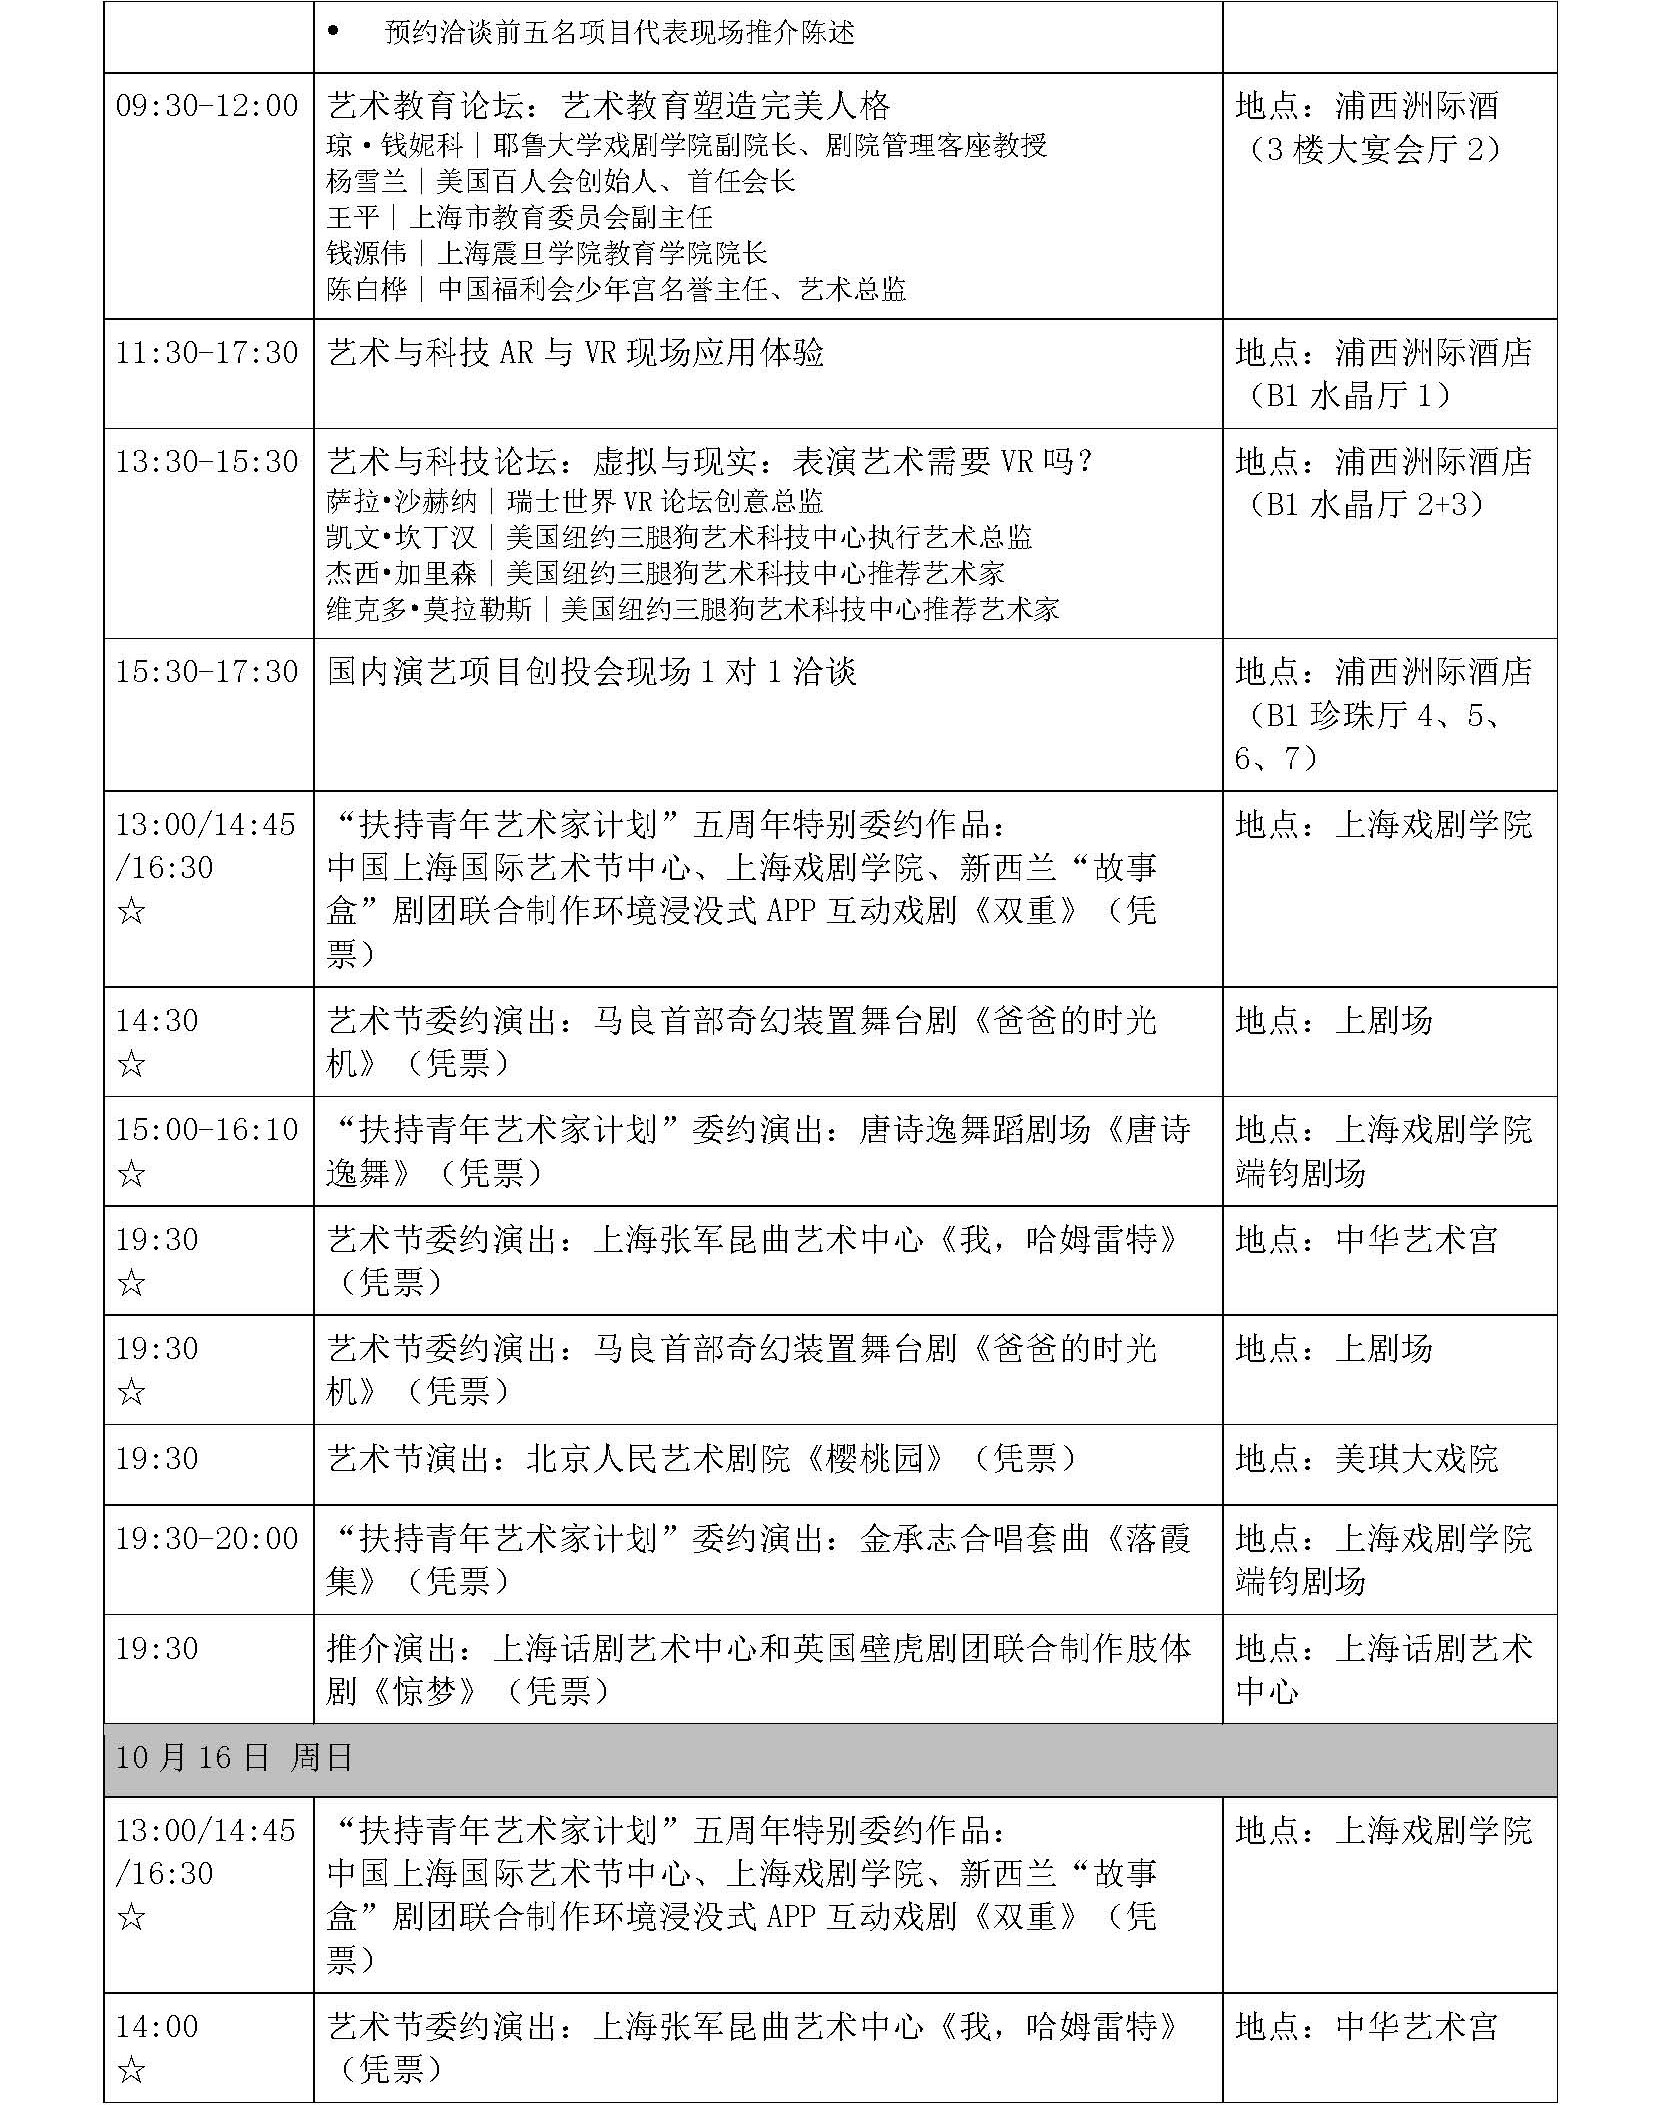 • 预约洽谈前五名项目代表现场推介陈述
09:30-12:00
艺术教育论坛：艺术教育塑造完美人格
琼·钱妮科｜耶鲁大学戏剧学院副院长、剧院管理客座教授
杨雪兰｜美国百人会创始人、首任会长
王平｜上海市教育委员会副主任
钱源伟｜上海震旦学院教育学院院长
陈白桦｜中国福利会少年宫名誉主任、艺术总监
地点：浦西洲际酒
（3 楼大宴会厅 2）
11:30-17:30
艺术与科技 AR 与 VR 现场应用体验
地点：浦西洲际酒店
（B1 水晶厅 1）
13:30-15:30
艺术与科技论坛：虚拟与现实：表演艺术需要 VR 吗？
萨拉•沙赫纳｜瑞士世界 VR 论坛创意总监
凯文•坎丁汉｜美国纽约三腿狗艺术科技中心执行艺术总监
杰西•加里森｜美国纽约三腿狗艺术科技中心推荐艺术家
维克多•莫拉勒斯｜美国纽约三腿狗艺术科技中心推荐艺术家
地点：浦西洲际酒店
（B1 水晶厅 2+3）
15:30-17:30
国内演艺项目创投会现场 1 对 1 洽谈
地点：浦西洲际酒店
（B1 珍珠厅 4、5、
6、7）
13:00/14:45
/16:30
☆
“扶持青年艺术家计划”五周年特别委约作品：
中国上海国际艺术节中心、上海戏剧学院、新西兰“故事
盒”剧团联合制作环境浸没式 APP 互动戏剧《双重》（凭
票）
地点：上海戏剧学院
14:30
☆
艺术节委约演出：马良首部奇幻装置舞台剧《爸爸的时光
机》（凭票）
地点：上剧场
15:00-16:10
☆
“扶持青年艺术家计划”委约演出：唐诗逸舞蹈剧场《唐诗
逸舞》（凭票）
地点：上海戏剧学院
端钧剧场
19:30
☆
艺术节委约演出：上海张军昆曲艺术中心《我，哈姆雷特》
（凭票）
地点：中华艺术宫
19:30
☆
艺术节委约演出：马良首部奇幻装置舞台剧《爸爸的时光
机》（凭票）
地点：上剧场
19:30
艺术节演出：北京人民艺术剧院《樱桃园》（凭票）
地点：美琪大戏院
19:30-20:00
“扶持青年艺术家计划”委约演出：金承志合唱套曲《落霞
集》（凭票）
地点：上海戏剧学院
端钧剧场
19:30
推介演出：上海话剧艺术中心和英国壁虎剧团联合制作肢体
剧《惊梦》（凭票）
地点：上海话剧艺术
中心
10 月 16 日 周日
13:00/14:45
/16:30
☆
“扶持青年艺术家计划”五周年特别委约作品：
中国上海国际艺术节中心、上海戏剧学院、新西兰“故事
盒”剧团联合制作环境浸没式 APP 互动戏剧《双重》（凭
票）
地点：上海戏剧学院
14:00
☆
艺术节委约演出：上海张军昆曲艺术中心《我，哈姆雷特》
（凭票）
地点：中华艺术宫